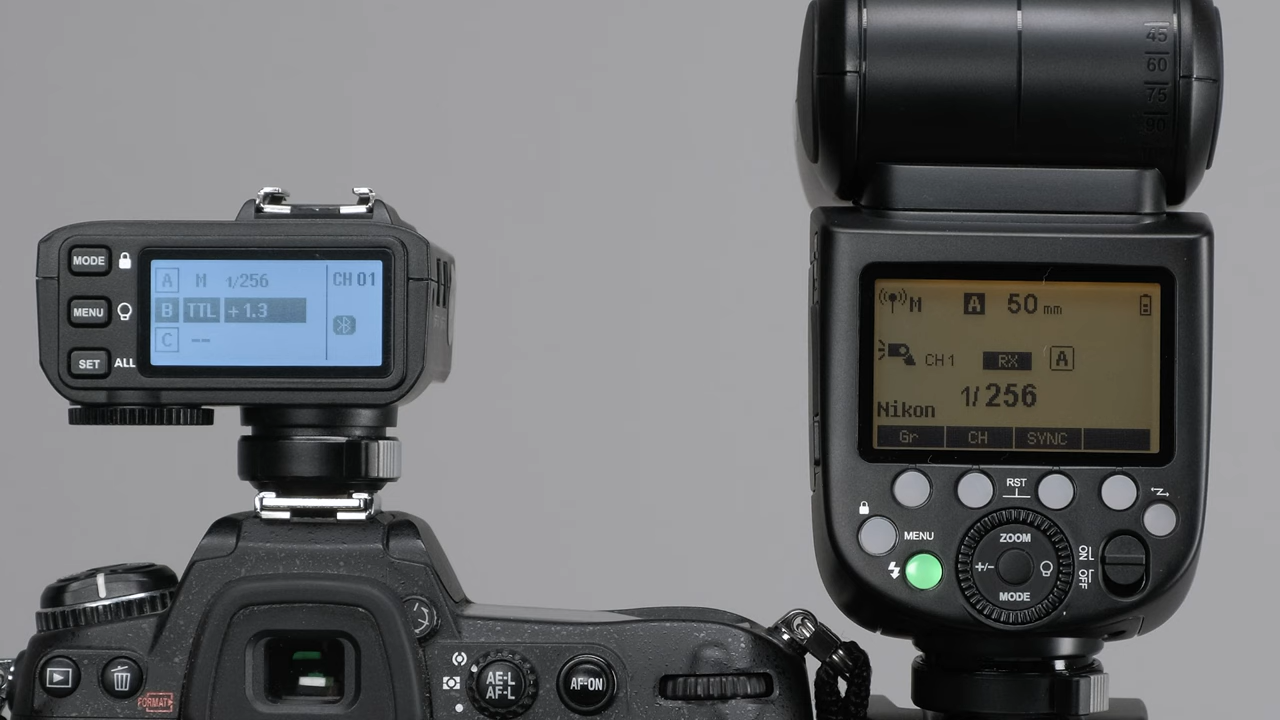 MODE
MENU
SET
ALL
A M 1/256
B TTL +1.3
C --
CH 01
45
60
75
90
M A 50 mm
CH 1 RX A
1/256
Nikon
Gr CH SYNC
RST
MENU
ZOOM
+/-
MODE
ON
OFF
AE-L
AF-L
AF-ON
FORMAT